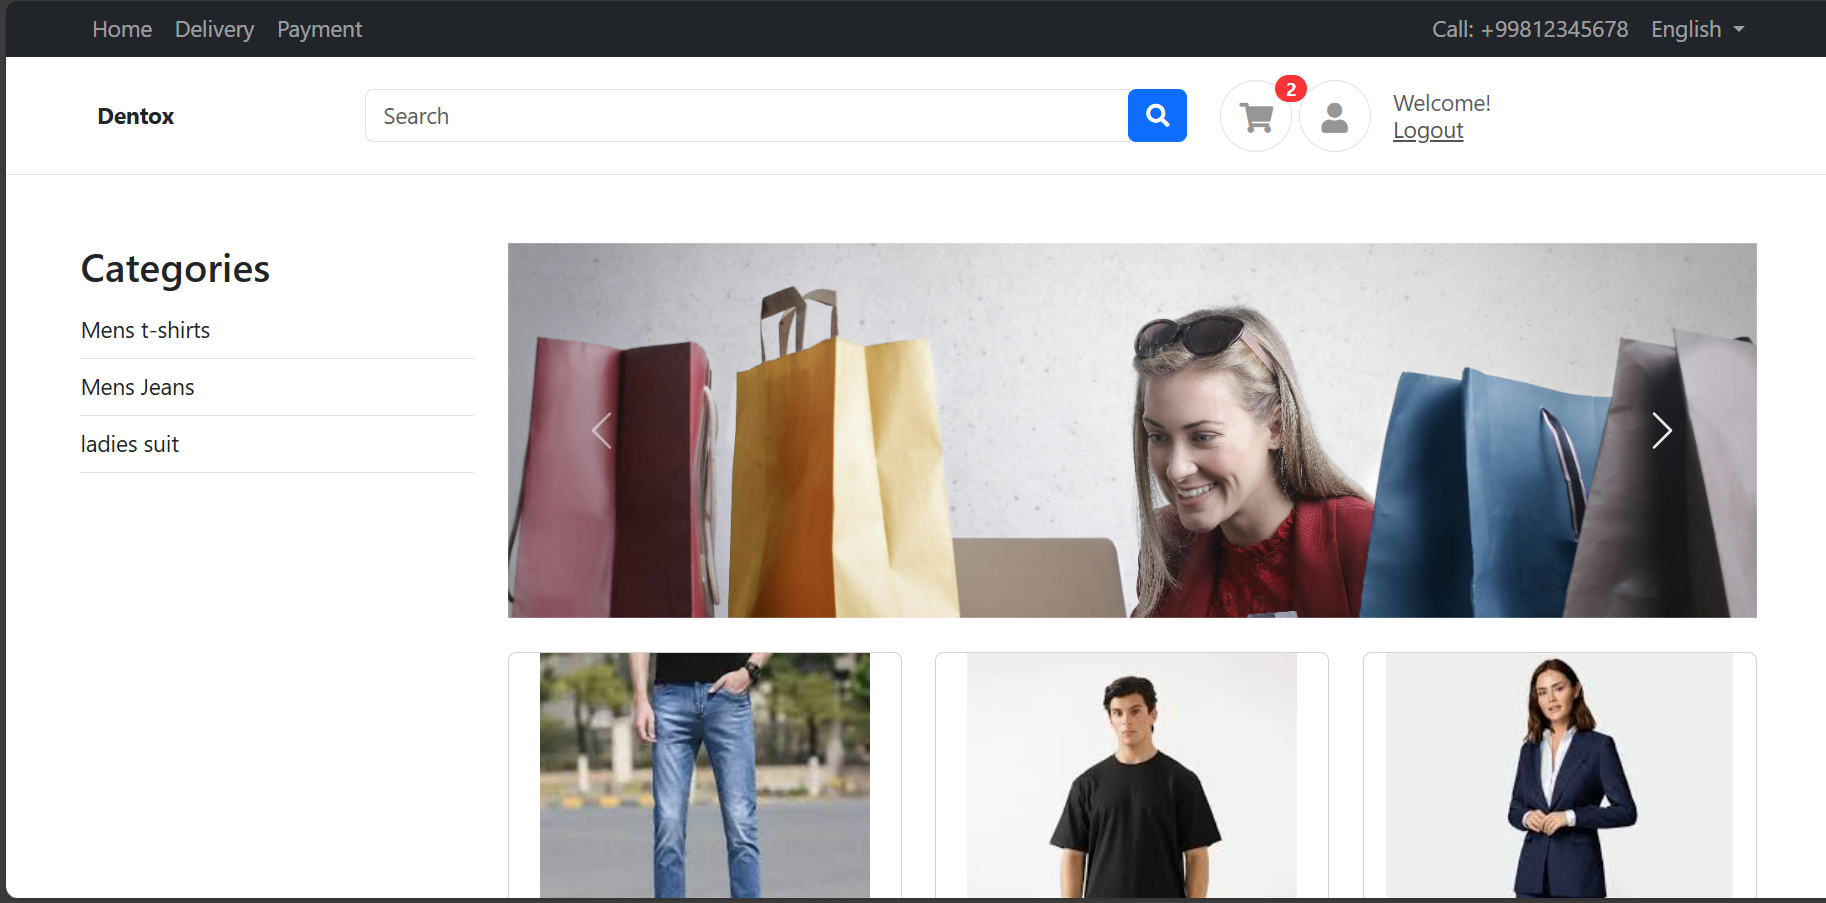 Home Delivery Payment Call: +99812345678 English
Dentox Search 2 Welcome!
Logout
Categories
Mens t-shirts
Mens Jeans
ladies suit